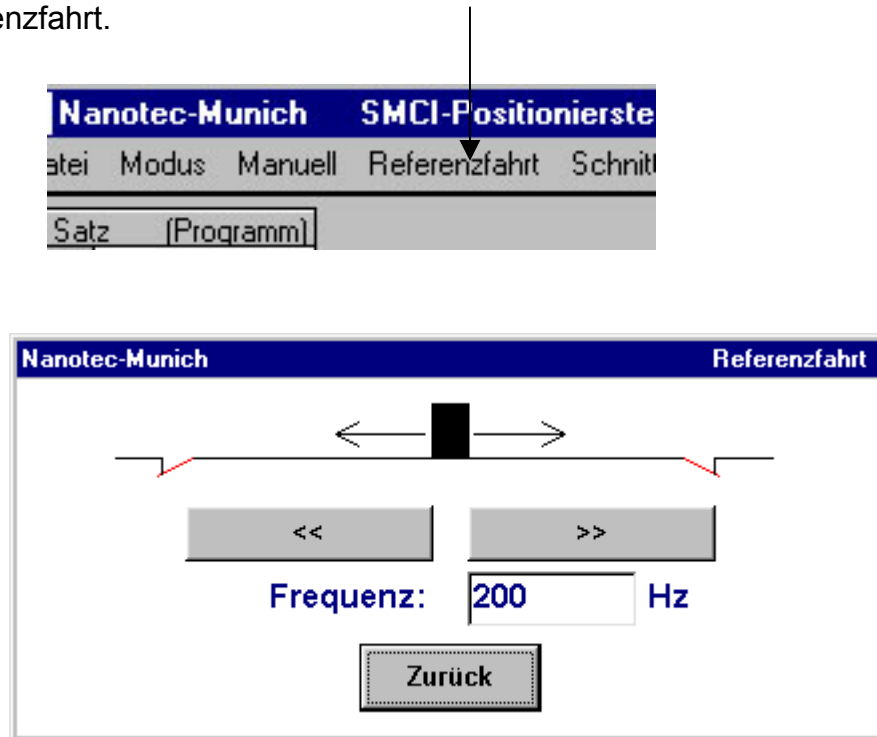 enzfahrt.
Nanotec-Munich SMCI-Positionierste
atei Modus Manuell Referenzfahrt Schnitt
Satz (Programm)
Nanotec-Munich Referenzfahrt
<< >>
Frequenz: 200 Hz
Zurück